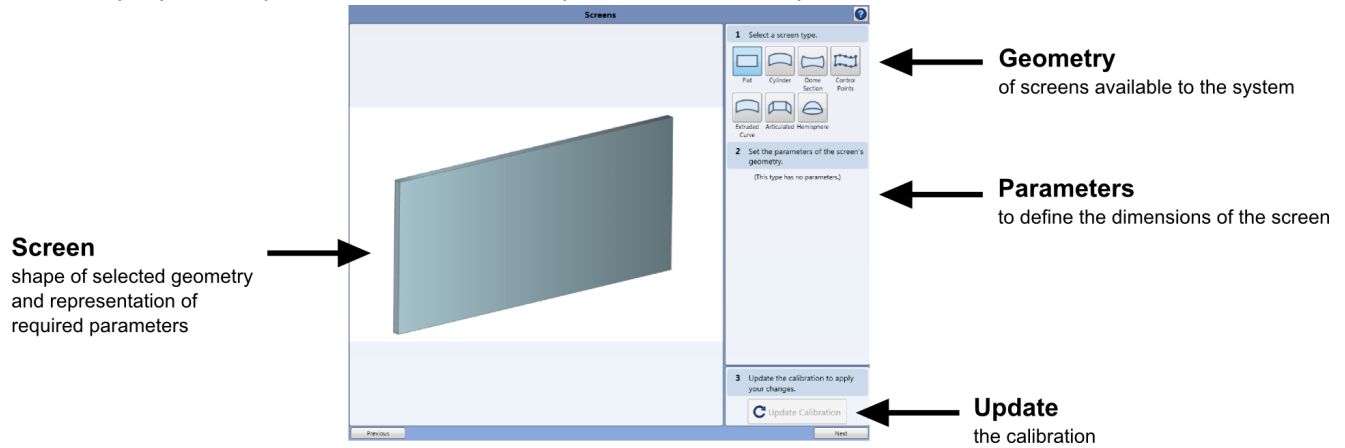 Screens
?
1 Select a screen type.
Flat
Cylinder
Dome
Section
Control
Points
Extruded
Curve
Articulated
Hemisphere
2 Set the parameters of the screen's
geometry.
(This type has no parameters.)
3 Update the calibration to apply
your changes.
Update Calibration
Previous
Next
Geometry
of screens available to the system
Parameters
to define the dimensions of the screen
Screen
shape of selected geometry
and representation of
required parameters
Update
the calibration